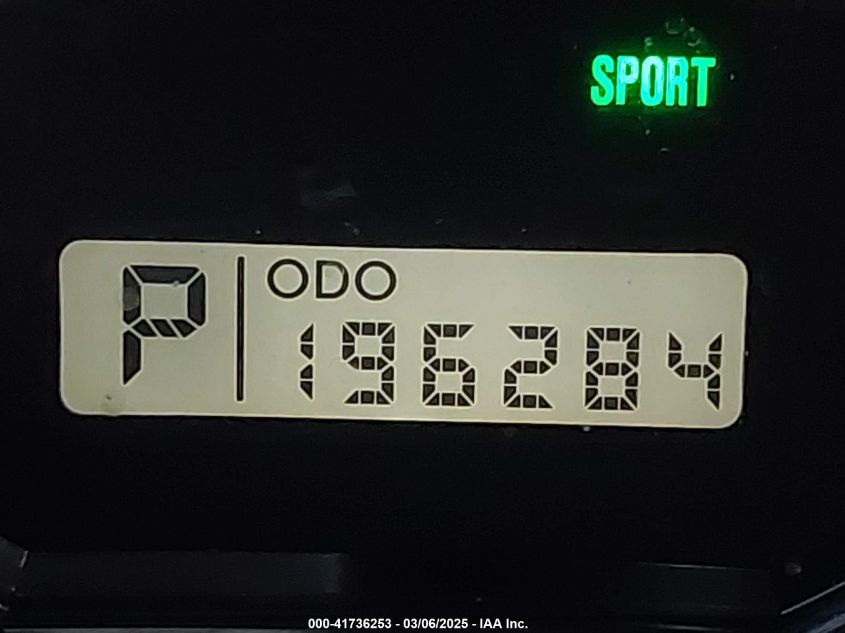 SPORT
P
ODO
196284
000-41736253 - 03/06/2025 - IAA Inc.